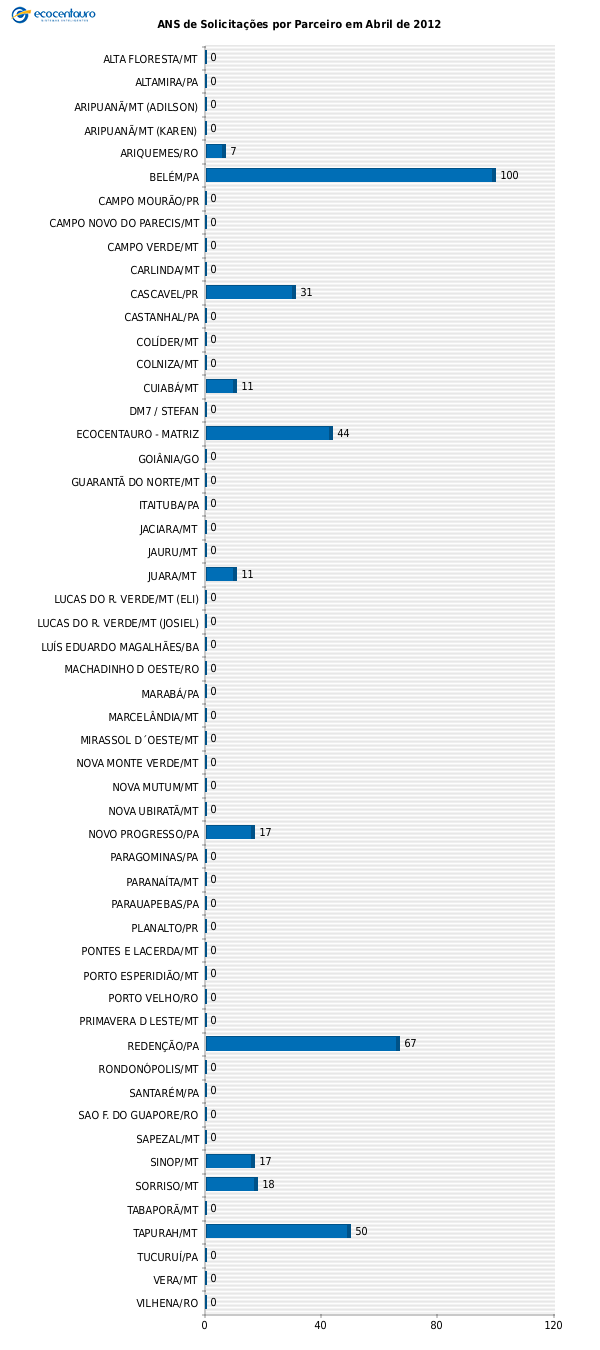 ecocentauro
ANS de Solicitações por Parceiro em Abril de 2012
ALTA FLORESTA/MT 0
ALTAMIRA/PA 0
ARIPUANÃ/MT (ADILSON) 0
ARIPUANÃ/MT (KAREN) 0
ARIQUEMES/RO 7
BELÉM/PA 100
CAMPO MOURÃO/PR 0
CAMPO NOVO DO PARECIS/MT 0
CAMPO VERDE/MT 0
CARLINDA/MT 0
CASCAVEL/PR 31
CASTANHAL/PA 0
COLÍDER/MT 0
COLNIZA/MT 0
CUIABÁ/MT 11
DM7 / STEFAN 0
ECOCENTAURO - MATRIZ 44
GOIÂNIA/GO 0
GUARANTÃ DO NORTE/MT 0
ITAITUBA/PA 0
JACIARA/MT 0
JAURU/MT 0
JUARA/MT 11
LUCAS DO R. VERDE/MT (ELI) 0
LUCAS DO R. VERDE/MT (JOSIEL) 0
LUÍS EDUARDO MAGALHÃES/BA 0
MACHADINHO D OESTE/RO 0
MARABÁ/PA 0
MARCELÂNDIA/MT 0
MIRASSOL D´OESTE/MT 0
NOVA MONTE VERDE/MT 0
NOVA MUTUM/MT 0
NOVA UBIRATÃ/MT 0
NOVO PROGRESSO/PA 17
PARAGOMINAS/PA 0
PARANAÍTA/MT 0
PARAUAPEBAS/PA 0
PLANALTO/PR 0
PONTES E LACERDA/MT 0
PORTO ESPERIDIÃO/MT 0
PORTO VELHO/RO 0
PRIMAVERA D LESTE/MT 0
REDENÇÃO/PA 67
RONDONÓPOLIS/MT 0
SANTARÉM/PA 0
SAO F. DO GUAPORE/RO 0
SAPEZAL/MT 0
SINOP/MT 17
SORRISO/MT 18
TABAPORÃ/MT 0
TAPURAH/MT 50
TUCURUÍ/PA 0
VERA/MT 0
VILHENA/RO 0
0 40 80 120